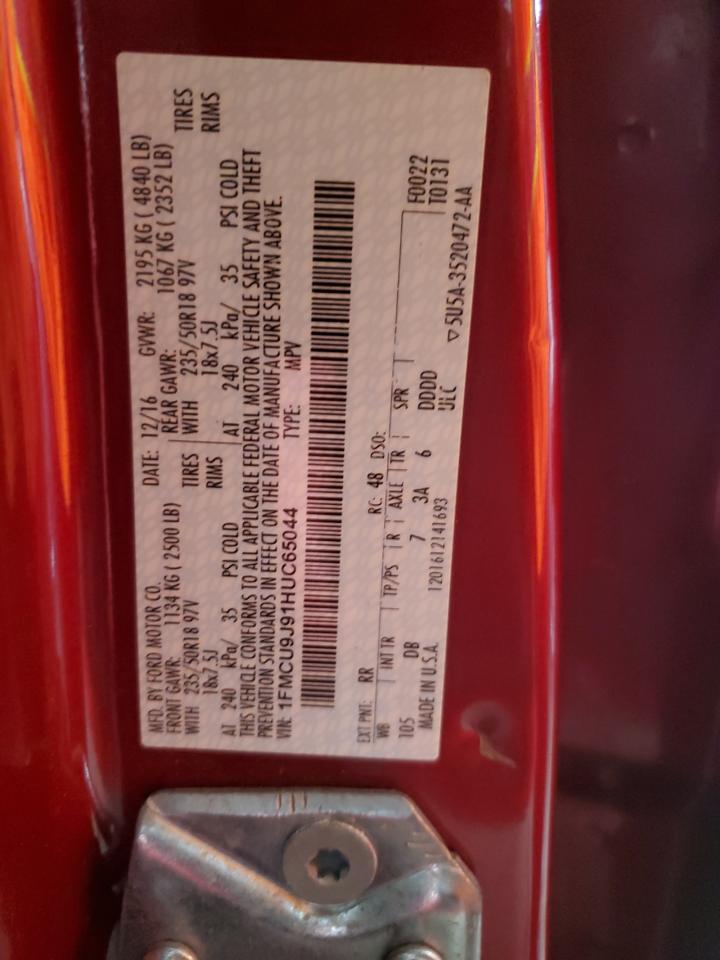 MFD. BY FORD MOTOR CO.
DATE: 12/16 GVWR: 2195 KG ( 4840 LB)
FRONT GAWR: 1134 KG ( 2500 LB) REAR GAWR: 1067 KG ( 2352 LB)
WITH 235/50R18 97V TIRES WITH 235/50R18 97V TIRES
18x7.5J RIMS 18x7.5J RIMS
AT 240 kPa/ 35 PSI COLD AT 240 kPa/ 35 PSI COLD
THIS VEHICLE CONFORMS TO ALL APPLICABLE FEDERAL MOTOR VEHICLE SAFETY AND THEFT
PREVENTION STANDARDS IN EFFECT ON THE DATE OF MANUFACTURE SHOWN ABOVE.
VIN: 1FMCU9J91HUC65044 TYPE: MPV
EXT PNT: RR RC: 48 DSO: F0022
WB INT TR TP/PS R AXLE TR SPR T0131
105 DB 7 3A 6 DDDD
MADE IN U.S.A. 1201612141693 ULC ▽5U5A-3520472-AA